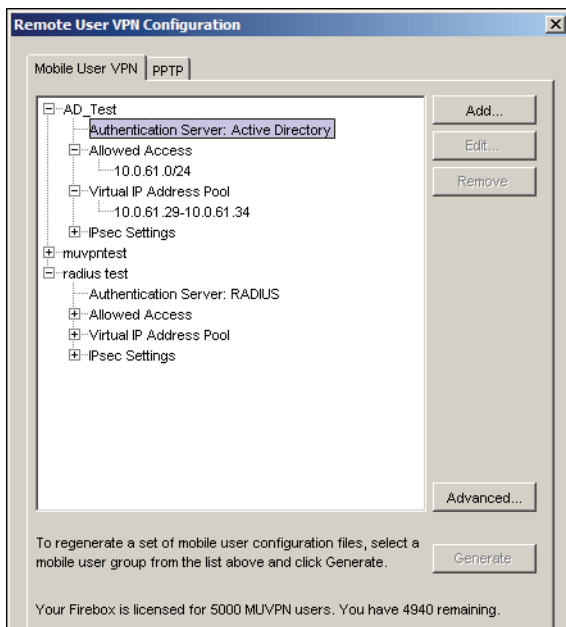 Remote User VPN Configuration
Mobile User VPN
PPTP
AD_Test
Authentication Server: Active Directory
Allowed Access
10.0.61.0/24
Virtual IP Address Pool
10.0.61.29-10.0.61.34
IPsec Settings
muvpntest
radius test
Authentication Server: RADIUS
Allowed Access
Virtual IP Address Pool
IPsec Settings
Add...
Edit...
Remove
Advanced...
To regenerate a set of mobile user configuration files, select a
mobile user group from the list above and click Generate.
Generate
Your Firebox is licensed for 5000 MUVPN users. You have 4940 remaining.